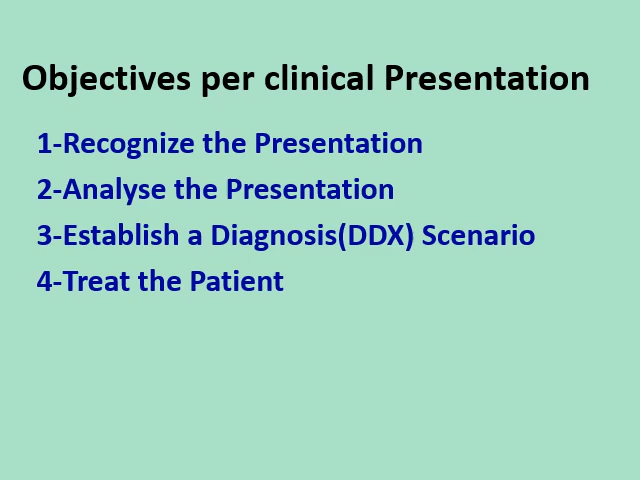 Objectives per clinical Presentation
1-Recognize the Presentation
2-Analyse the Presentation
3-Establish a Diagnosis(DDX) Scenario
4-Treat the Patient